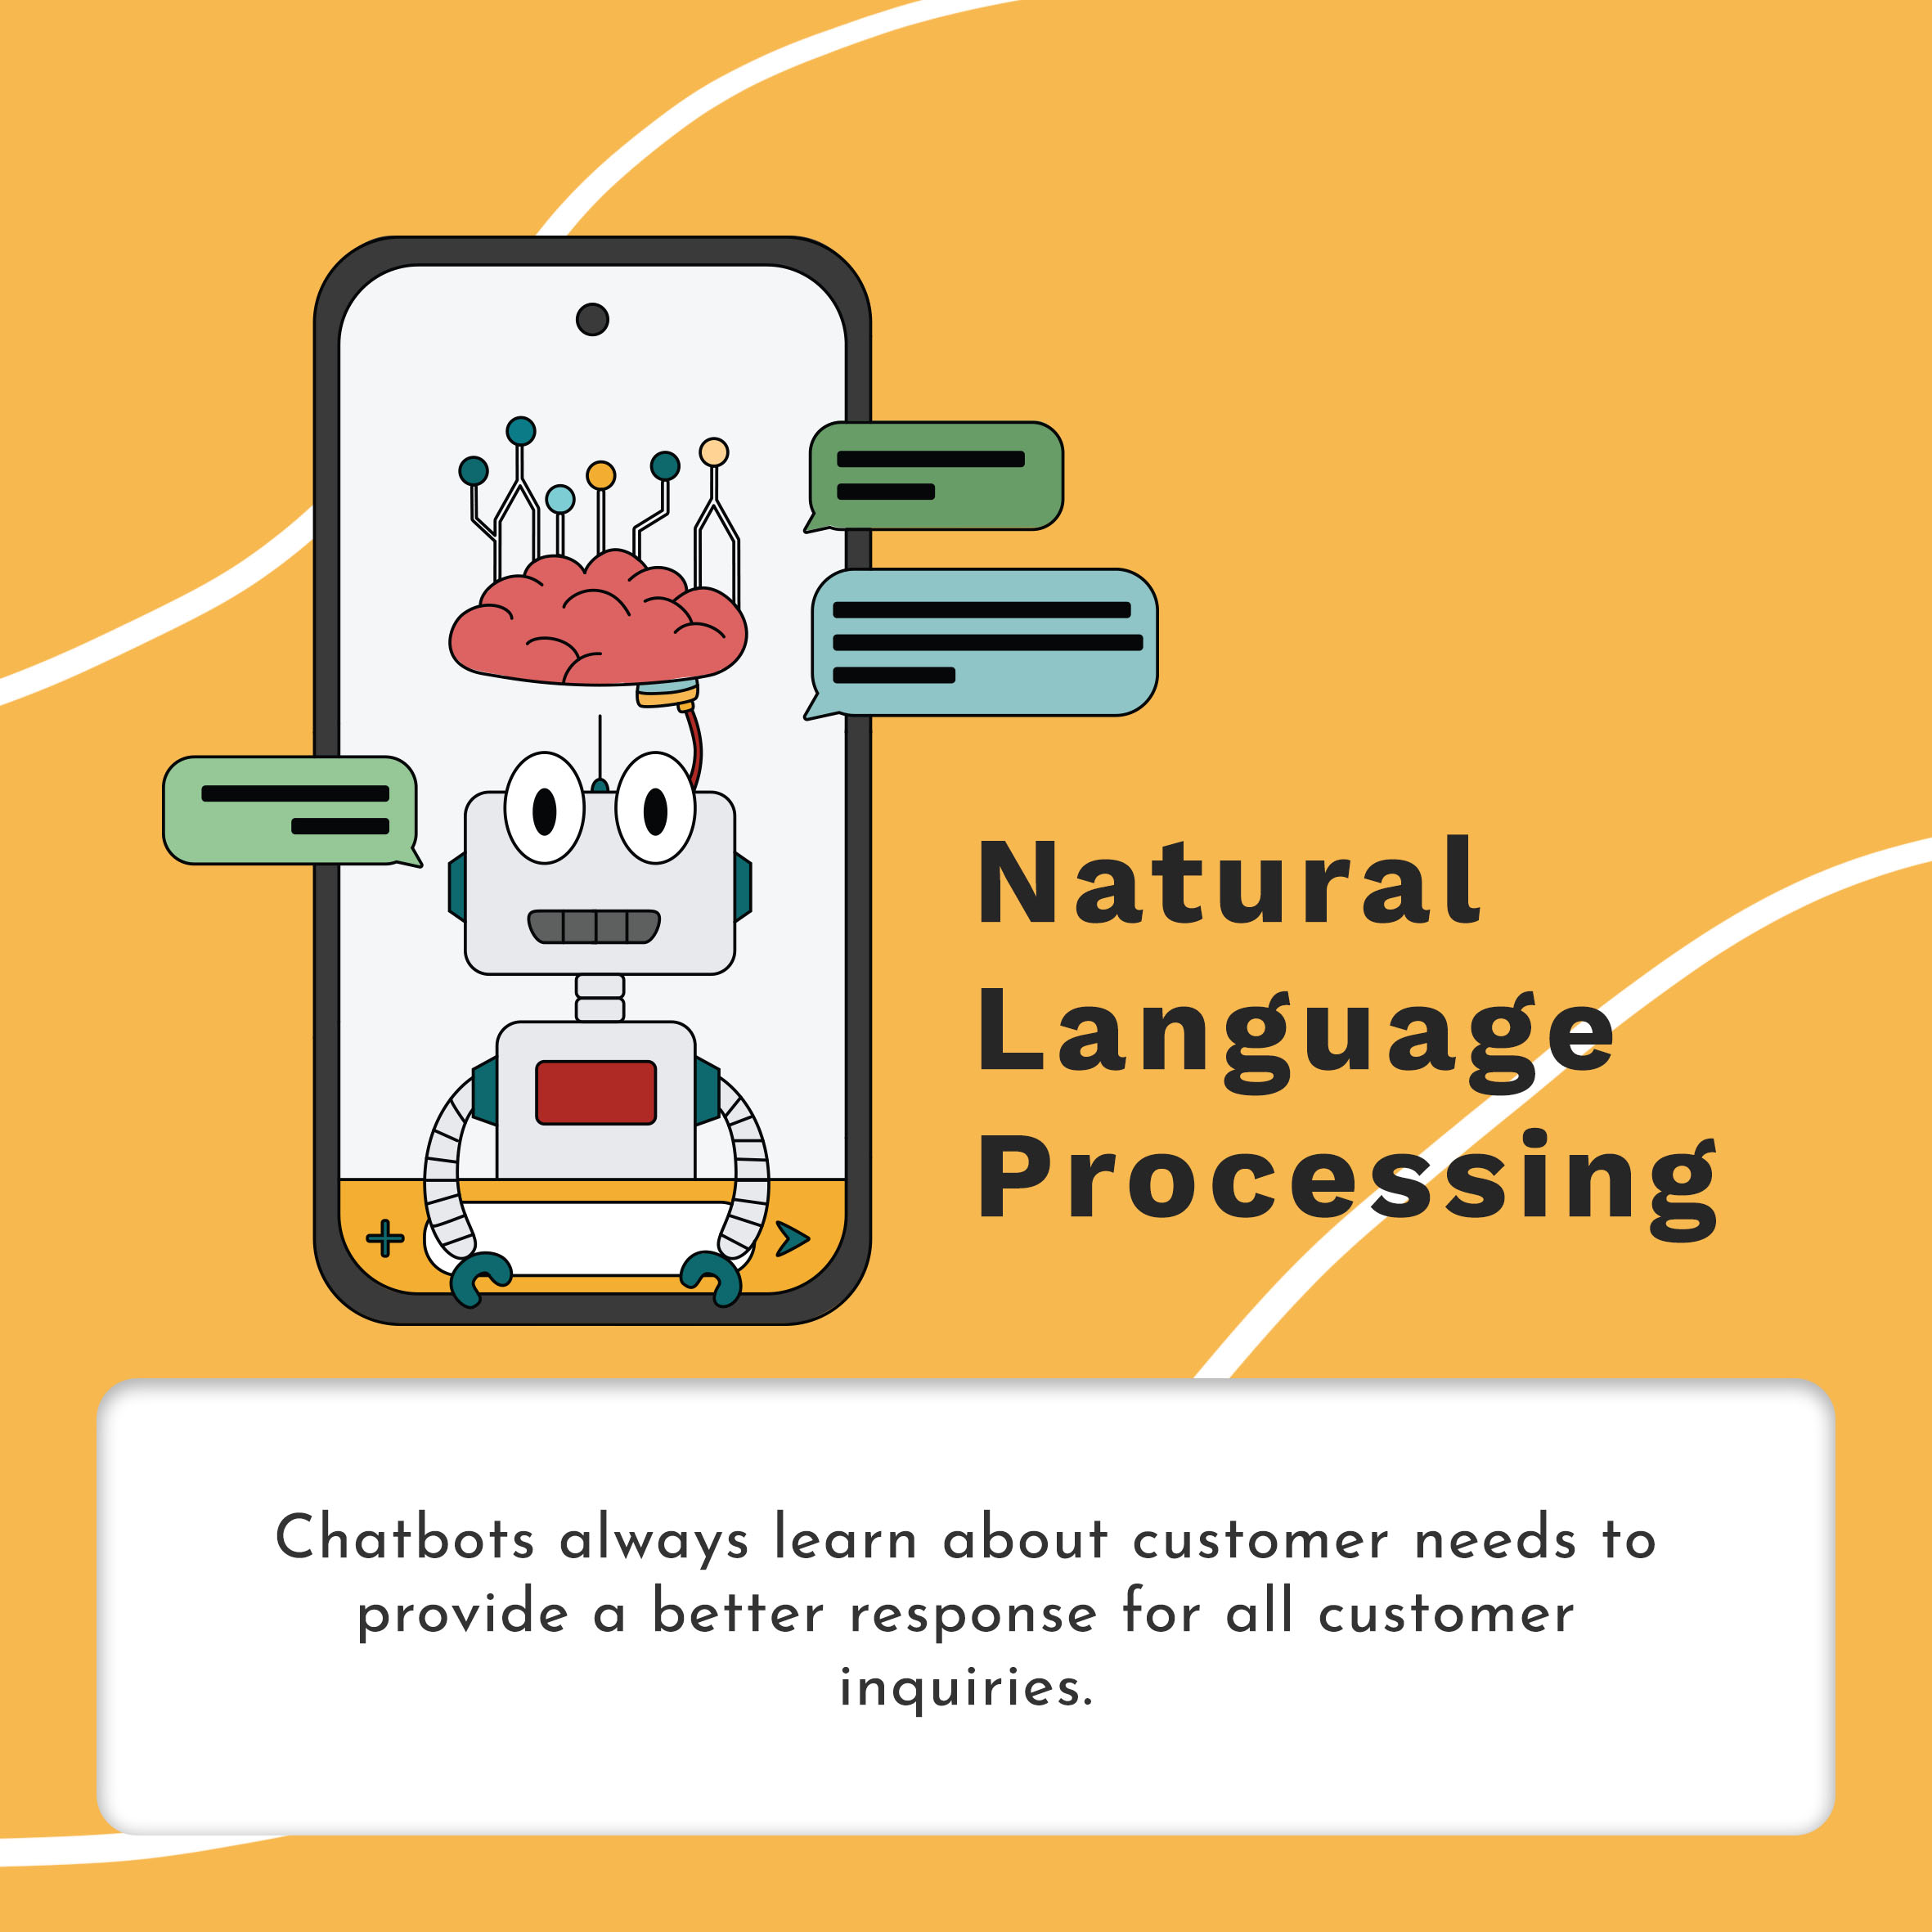 Natural
Language
Processing
Chatbots always learn about customer needs to
provide a better response for all customer
inquiries.